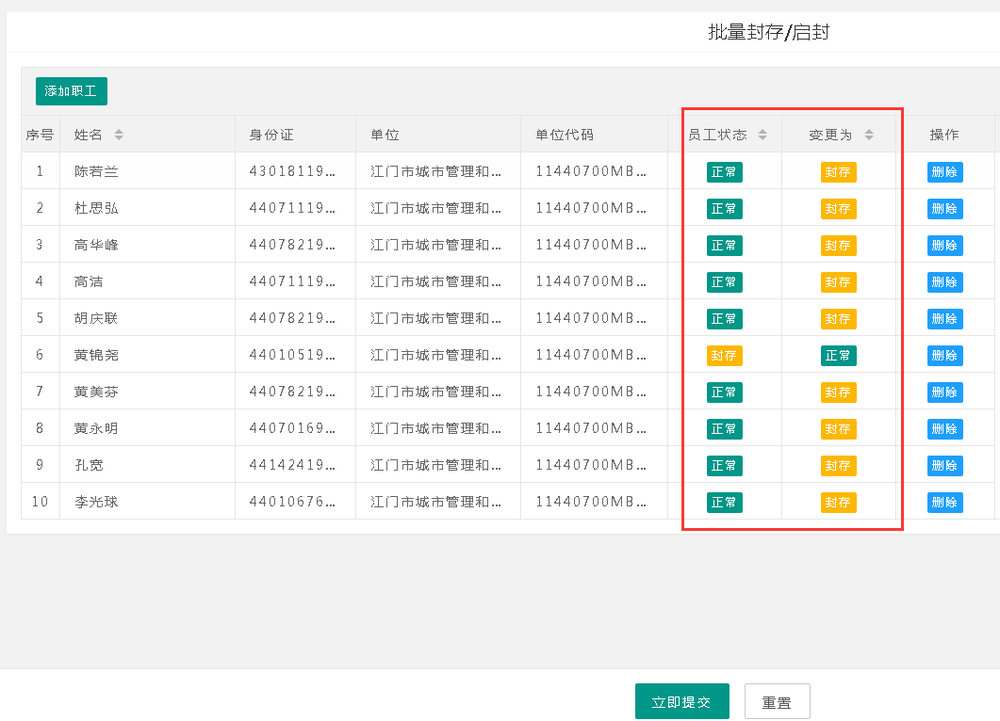 批量封存/启封
添加职工
序号 姓名 身份证 单位 单位代码 员工状态 变更为 操作
1 陈若兰 43018119... 江门市城市管理和... 11440700MB... 正常 封存 删除
2 杜思弘 44071119... 江门市城市管理和... 11440700MB... 正常 封存 删除
3 高华峰 44078219... 江门市城市管理和... 11440700MB... 正常 封存 删除
4 高洁 44071119... 江门市城市管理和... 11440700MB... 正常 封存 删除
5 胡庆联 44078219... 江门市城市管理和... 11440700MB... 正常 封存 删除
6 黄锦尧 44010519... 江门市城市管理和... 11440700MB... 封存 正常 删除
7 黄美芬 44078219... 江门市城市管理和... 11440700MB... 正常 封存 删除
8 黄永明 44070169... 江门市城市管理和... 11440700MB... 正常 封存 删除
9 孔宽 44142419... 江门市城市管理和... 11440700MB... 正常 封存 删除
10 李光球 44010676... 江门市城市管理和... 11440700MB... 正常 封存 删除
立即提交 重置